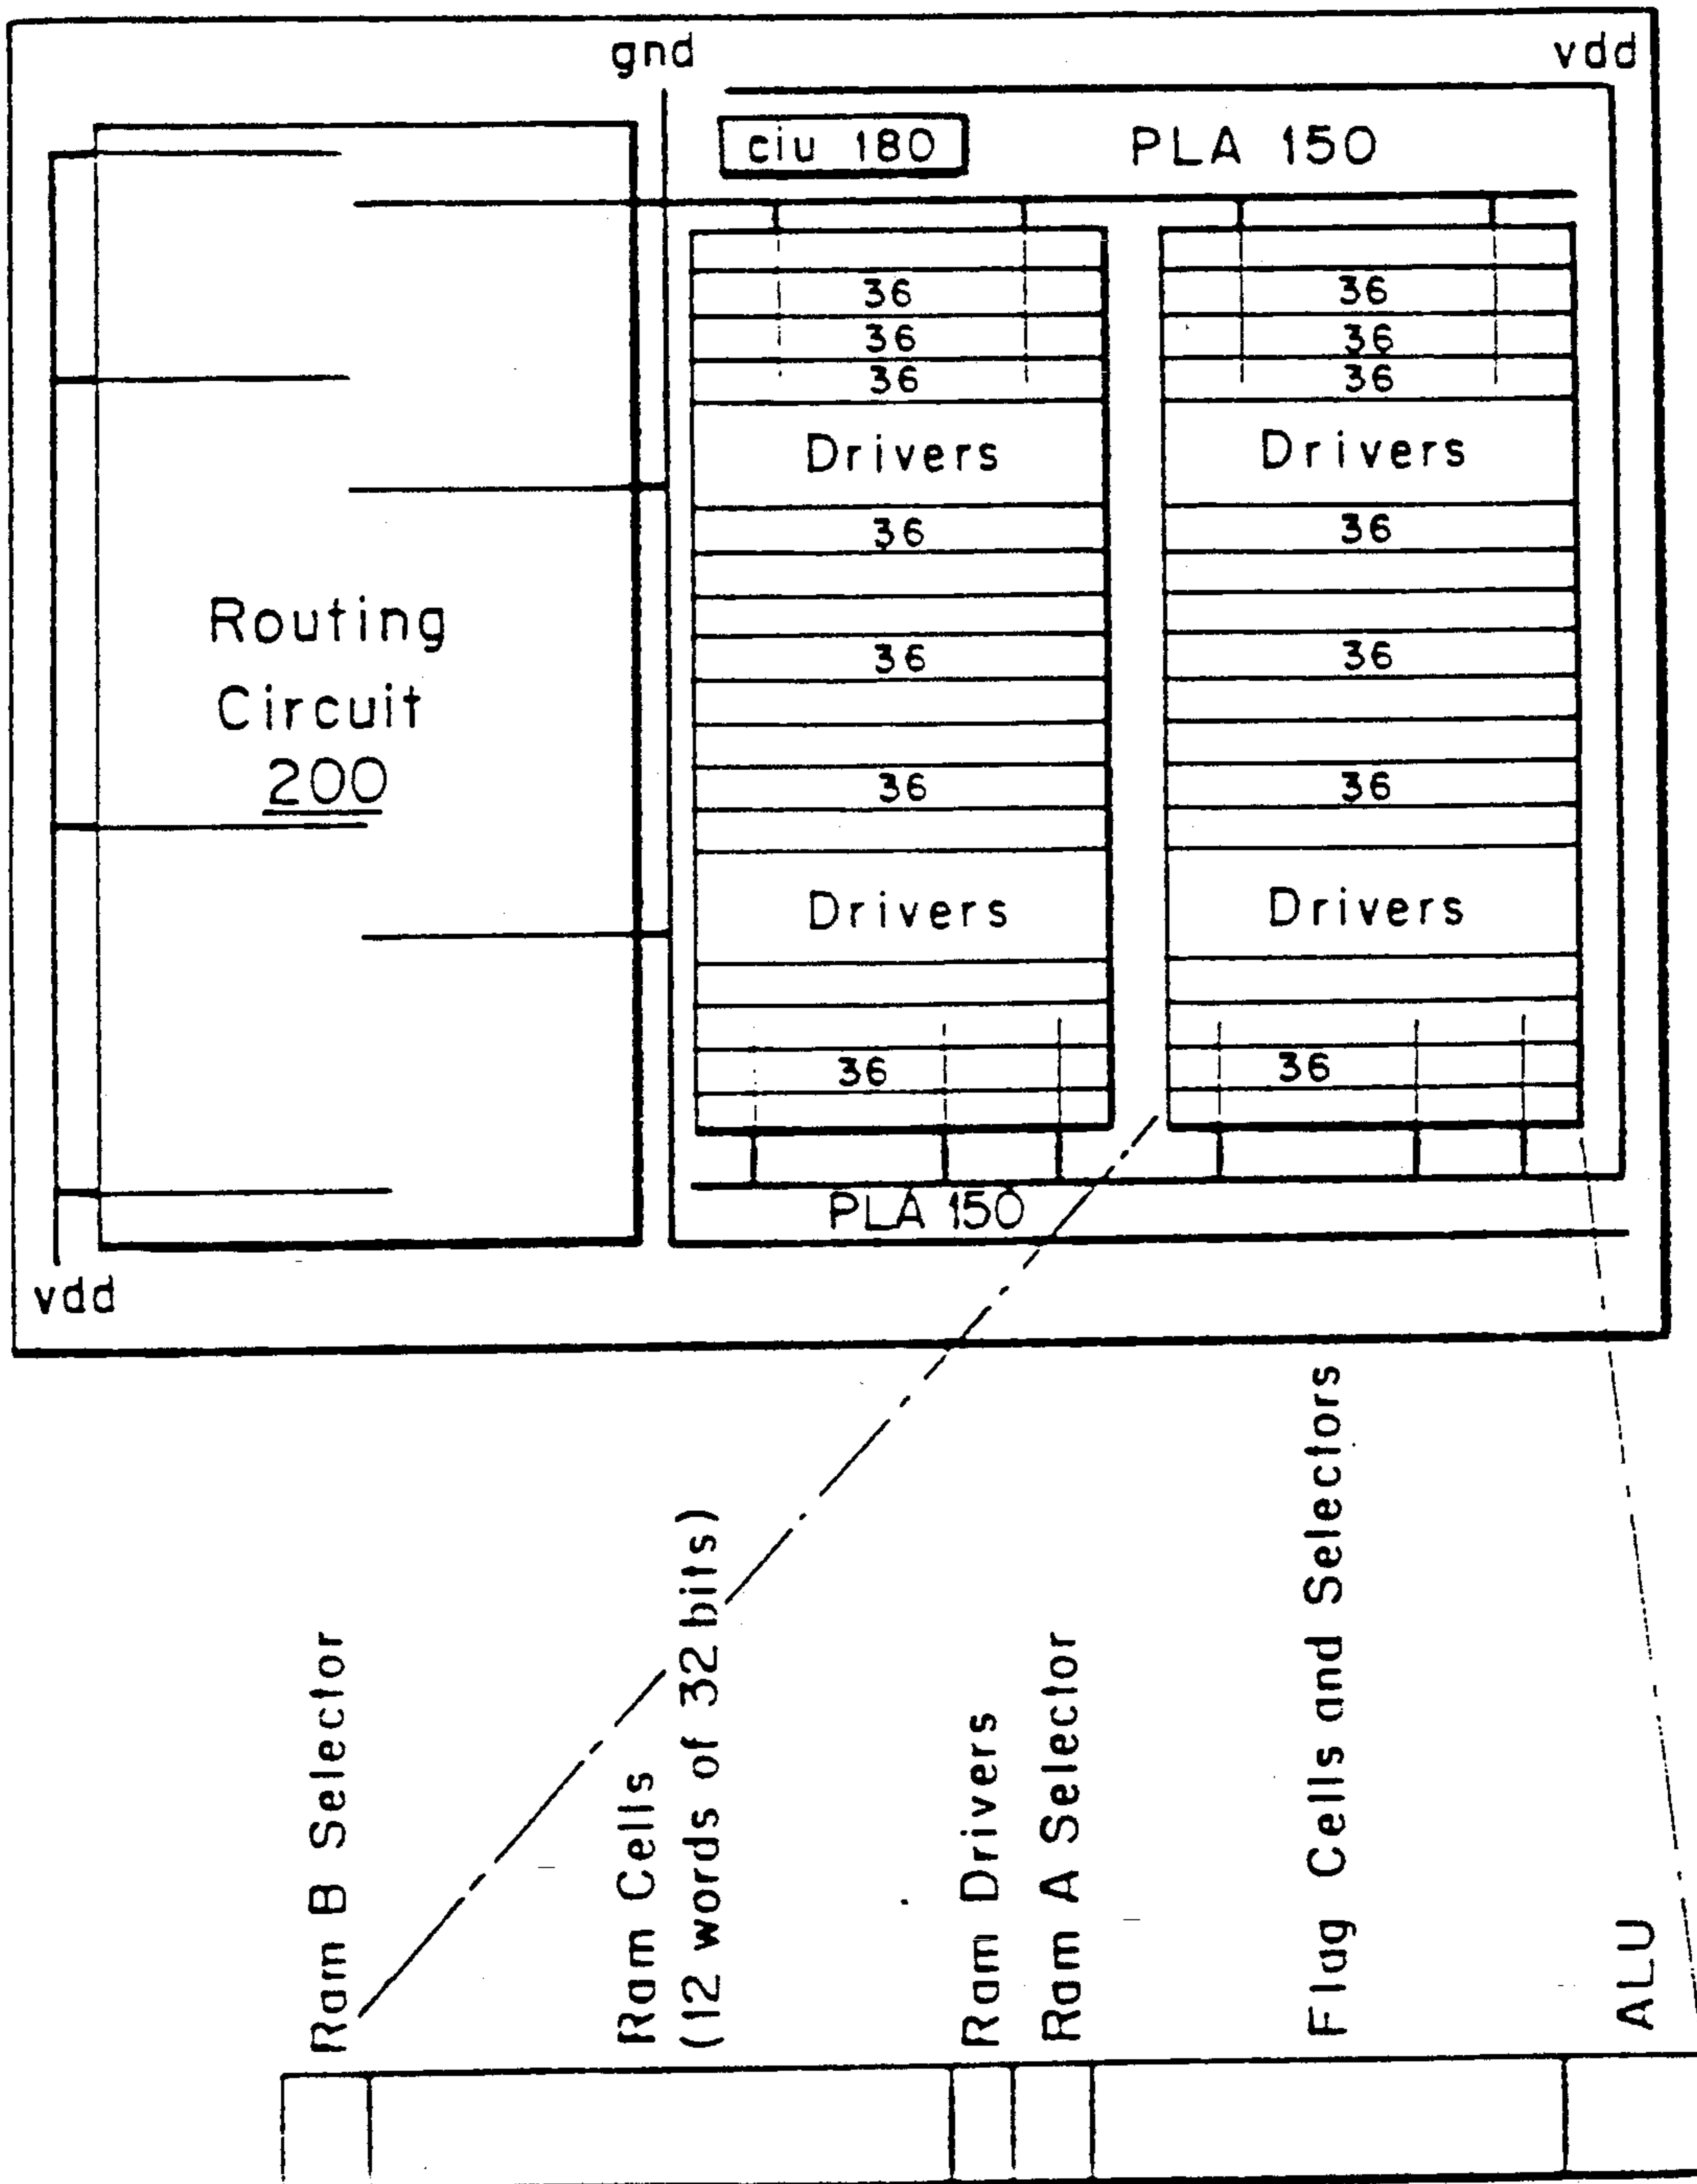 gnd
vdd
ciu 180
PLA 150
36
36
36
36
36
36
Drivers
Drivers
36
36
Routing
Circuit
200
36
36
36
36
Drivers
Drivers
36
36
PLA 150
vdd
Ram B Selector
Ram Cells
(12 words of 32 bits)
Ram Drivers
Ram A Selector
Flag Cells and Selectors
ALU